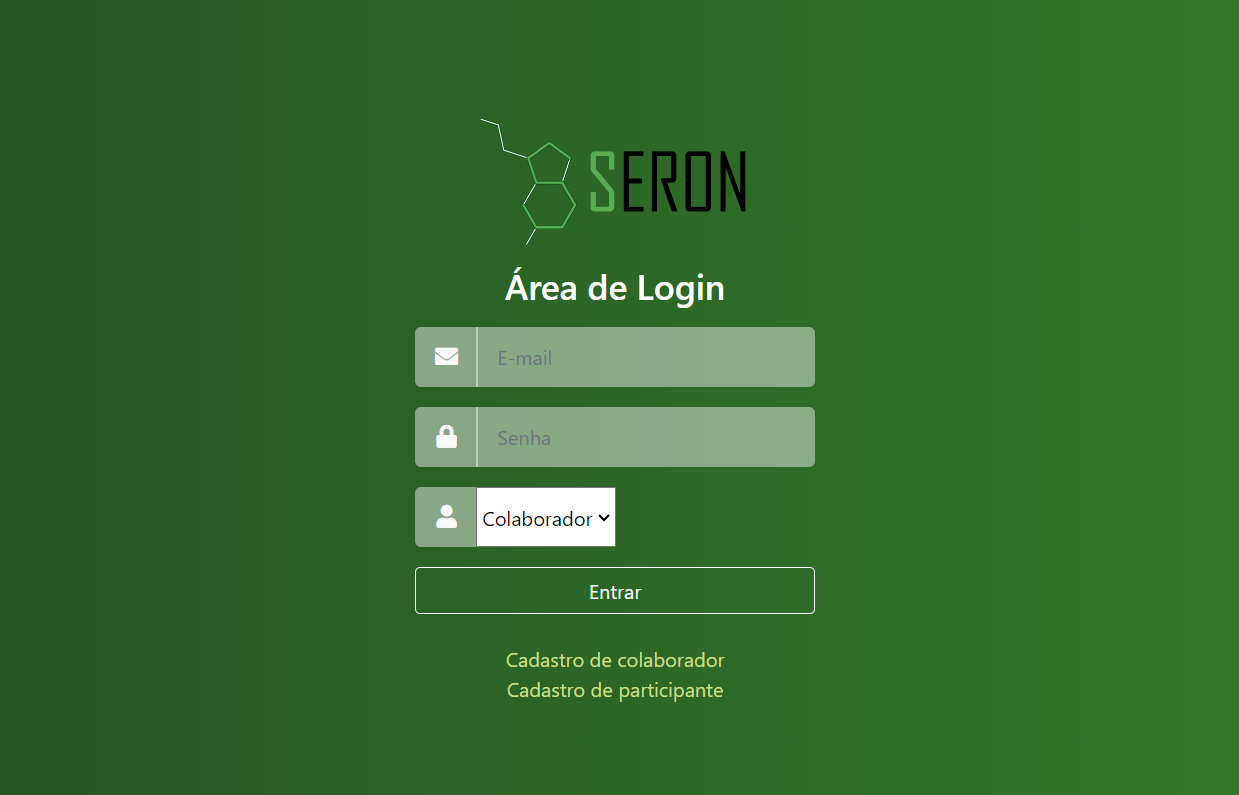 SERON
Área de Login
E-mail
Senha
Colaborador
Entrar
Cadastro de colaborador
Cadastro de participante